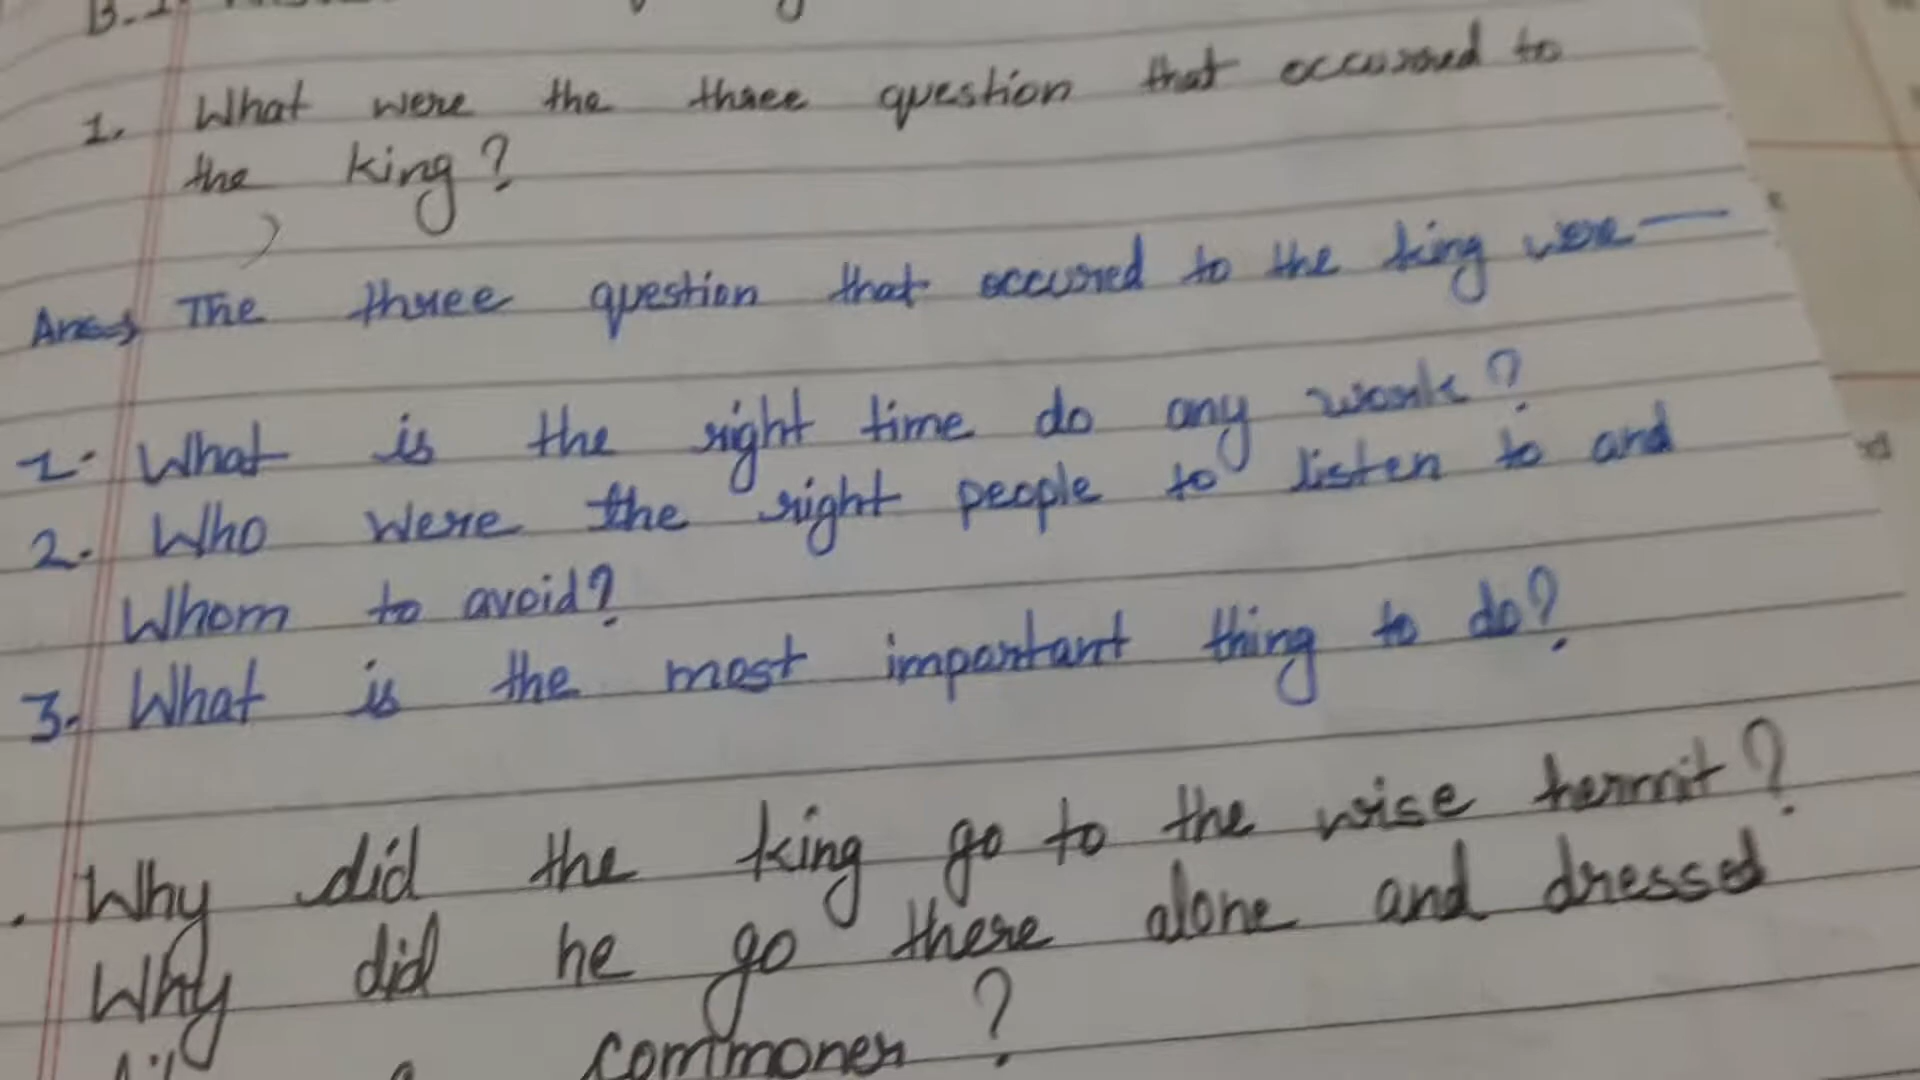 1. What were the three question that occurred to
the king?
Ans→ The three question that occured to the king were —
1. What is the right time do any work?
2. Who were the right people to listen to and
Whom to avoid?
3. What is the most important thing to do?
. Why did the king go to the wise hermit?
Why did he go there alone and dressed
a commoner?